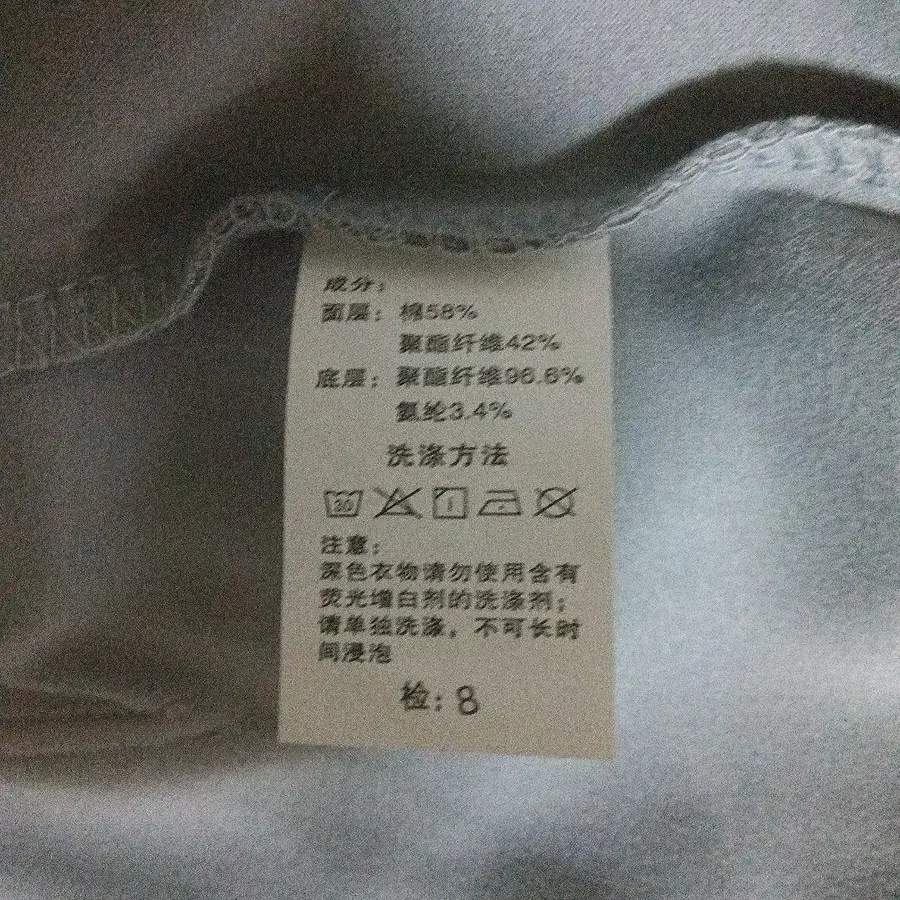 成分：
面层：棉58%
聚酯纤维42%
底层：聚酯纤维96.6%
氨纶3.4%
洗涤方法
30
注意：
深色衣物请勿使用含有
荧光增白剂的洗涤剂；
请单独洗涤，不可长时
间浸泡
检：8